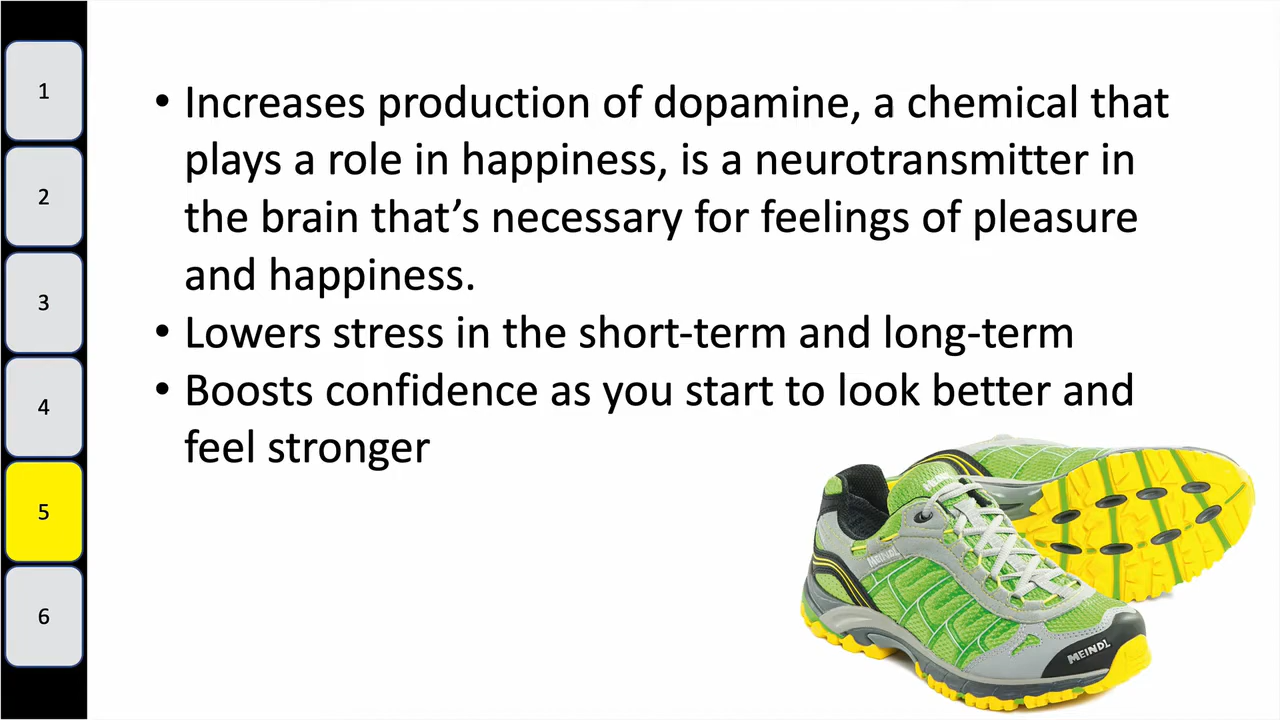 1
2
3
4
5
6
• Increases production of dopamine, a chemical that
plays a role in happiness, is a neurotransmitter in
the brain that’s necessary for feelings of pleasure
and happiness.
• Lowers stress in the short-term and long-term
• Boosts confidence as you start to look better and
feel stronger
MEINDL
MEINDL
MEINDL